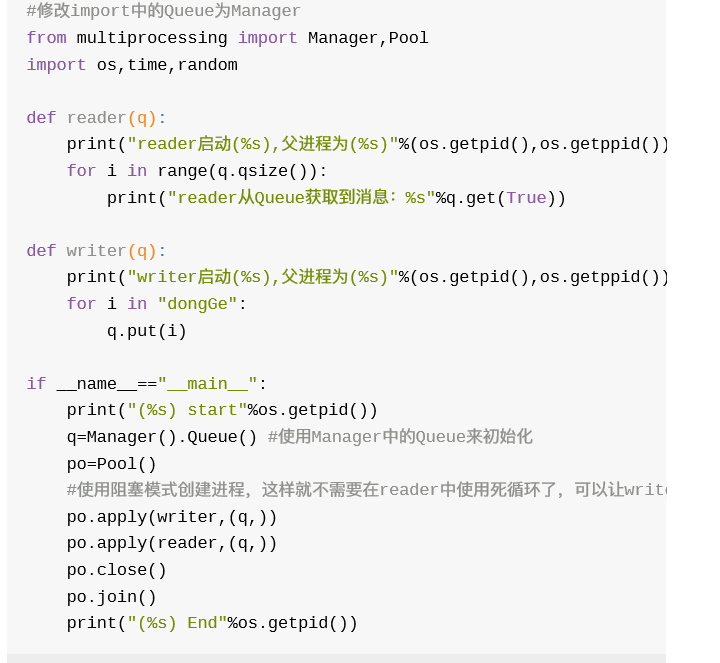 #修改import中的Queue为Manager
from multiprocessing import Manager,Pool
import os,time,random
def reader(q):
    print("reader启动(%s),父进程为(%s)"%(os.getpid(),os.getppid())
    for i in range(q.qsize()):
        print("reader从Queue获取到消息：%s"%q.get(True))
def writer(q):
    print("writer启动(%s),父进程为(%s)"%(os.getpid(),os.getppid())
    for i in "dongGe":
        q.put(i)
if __name__=="__main__":
    print("(%s) start"%os.getpid())
    q=Manager().Queue() #使用Manager中的Queue来初始化
    po=Pool()
    #使用阻塞模式创建进程，这样就不需要在reader中使用死循环了，可以让write
    po.apply(writer,(q,))
    po.apply(reader,(q,))
    po.close()
    po.join()
    print("(%s) End"%os.getpid())